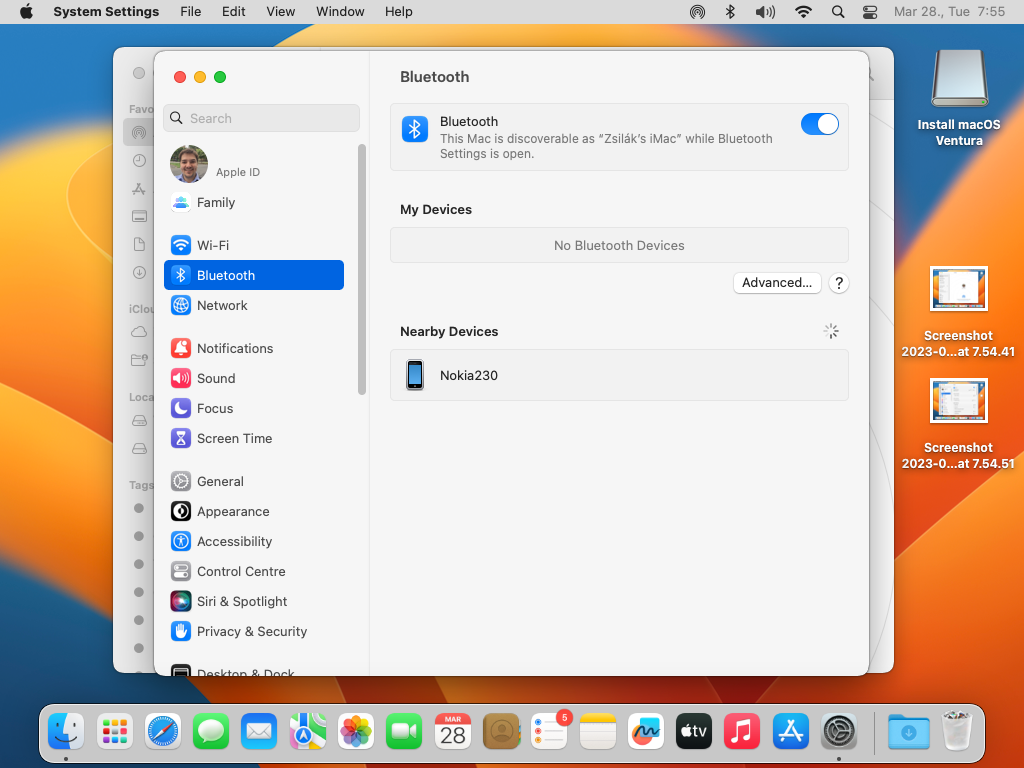 System Settings File Edit View Window Help Mar 28., Tue 7:55
Favo
iClou
Loca
Tags
Search
Apple ID
Family
Wi-Fi
Bluetooth
Network
Notifications
Sound
Focus
Screen Time
General
Appearance
Accessibility
Control Centre
Siri & Spotlight
Privacy & Security
Desktop & Dock
Bluetooth
Bluetooth
This Mac is discoverable as “Zsilák’s iMac” while Bluetooth
Settings is open.
My Devices
No Bluetooth Devices
Advanced... ?
Nearby Devices
Nokia230
Install macOS
Ventura
Screenshot
2023-0...at 7.54.41
Screenshot
2023-0...at 7.54.51
MAR
28
5
tv